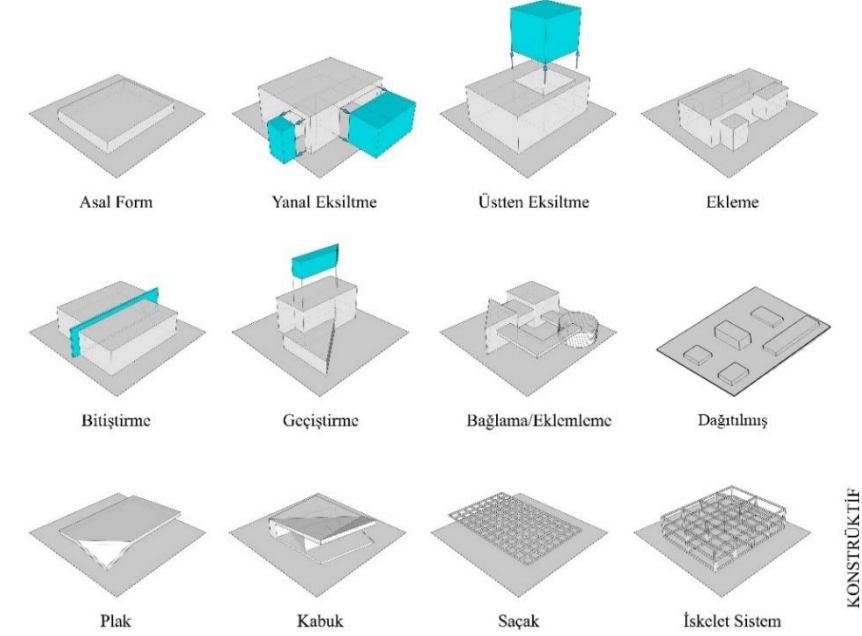 Asal Form
Yanal Eksiltme
Üstten Eksiltme
Ekleme
Bitiştirme
Geçiştirme
Bağlama/Eklemleme
Dağıtılmış
Plak
Kabuk
Saçak
İskelet Sistem
KONSTRÜKTİF